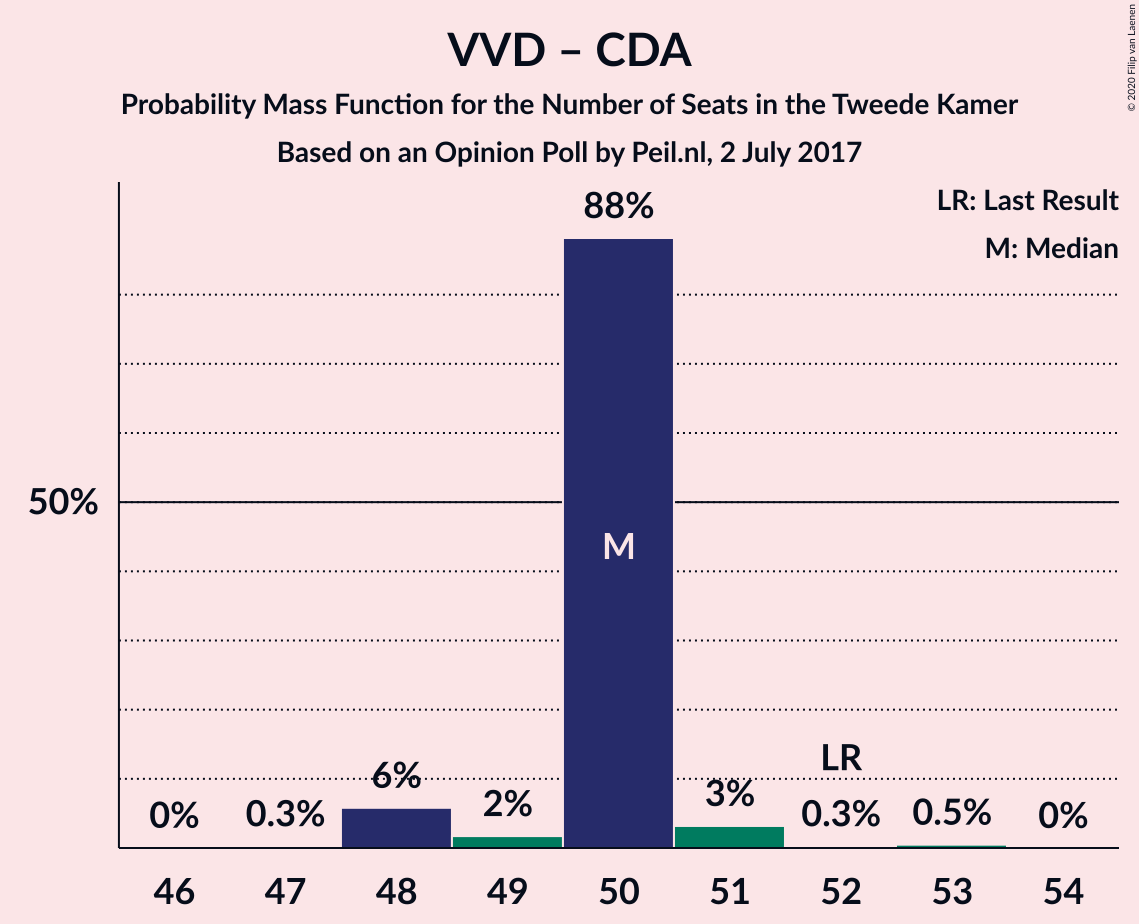 VVD – CDA
Probability Mass Function for the Number of Seats in the Tweede Kamer
Based on an Opinion Poll by Peil.nl, 2 July 2017
© 2020 Filip van Laenen
LR: Last Result
M: Median
88%
50%
M
LR
0% 0.3% 6% 2% 3% 0.3% 0.5% 0%
46 47 48 49 50 51 52 53 54